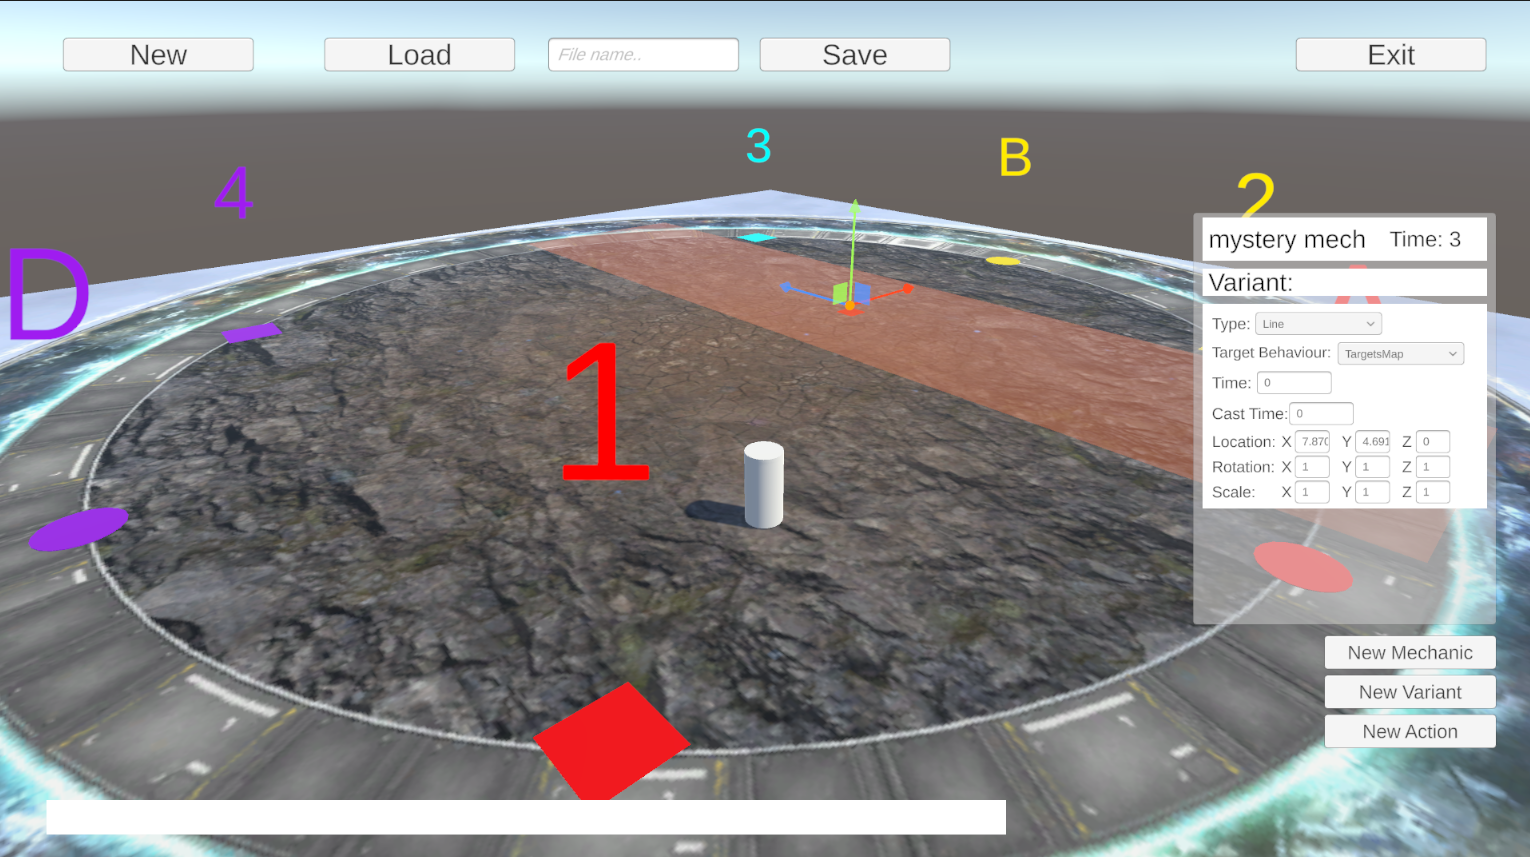 New Load File name.. Save Exit
3
B
4
2
D
mystery mech Time: 3
Variant:
A
Type: Line
Target Behaviour: TargetsMap
Time: 0
Cast Time: 0
Location: X 7.870 Y 4.691 Z 0
Rotation: X 1 Y 1 Z 1
Scale: X 1 Y 1 Z 1
1
New Mechanic
New Variant
New Action